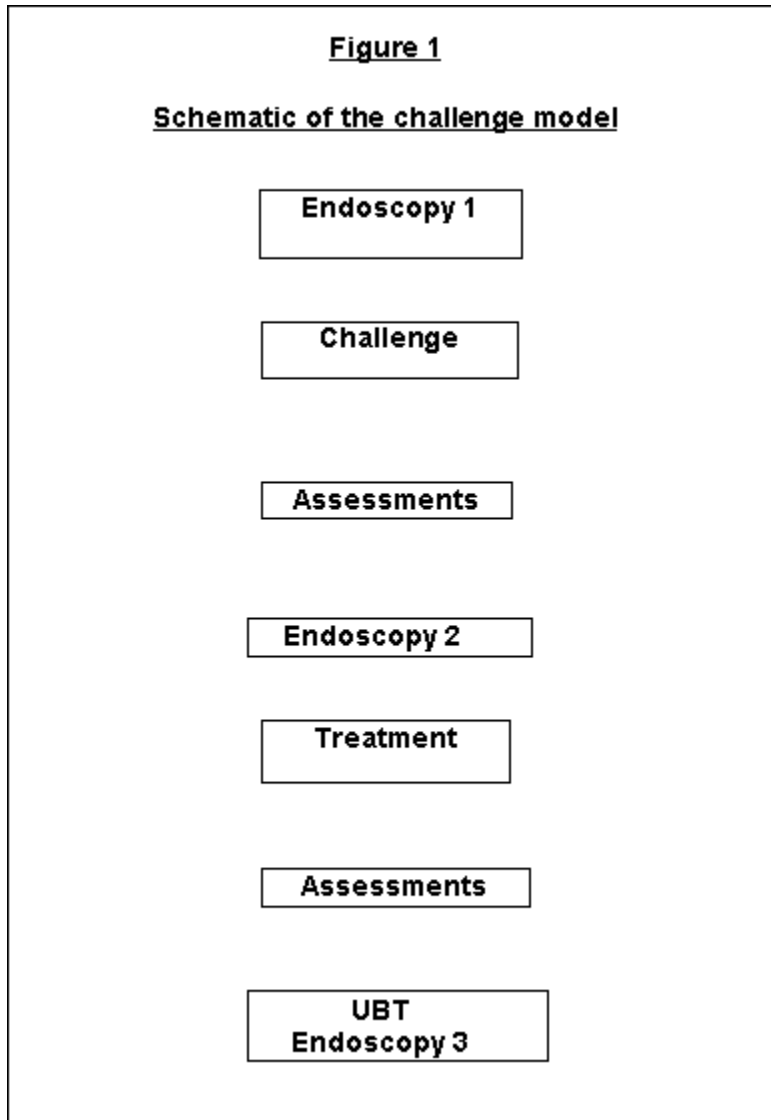 Figure 1
Schematic of the challenge model
Endoscopy 1
Challenge
Assessments
Endoscopy 2
Treatment
Assessments
UBT
Endoscopy 3